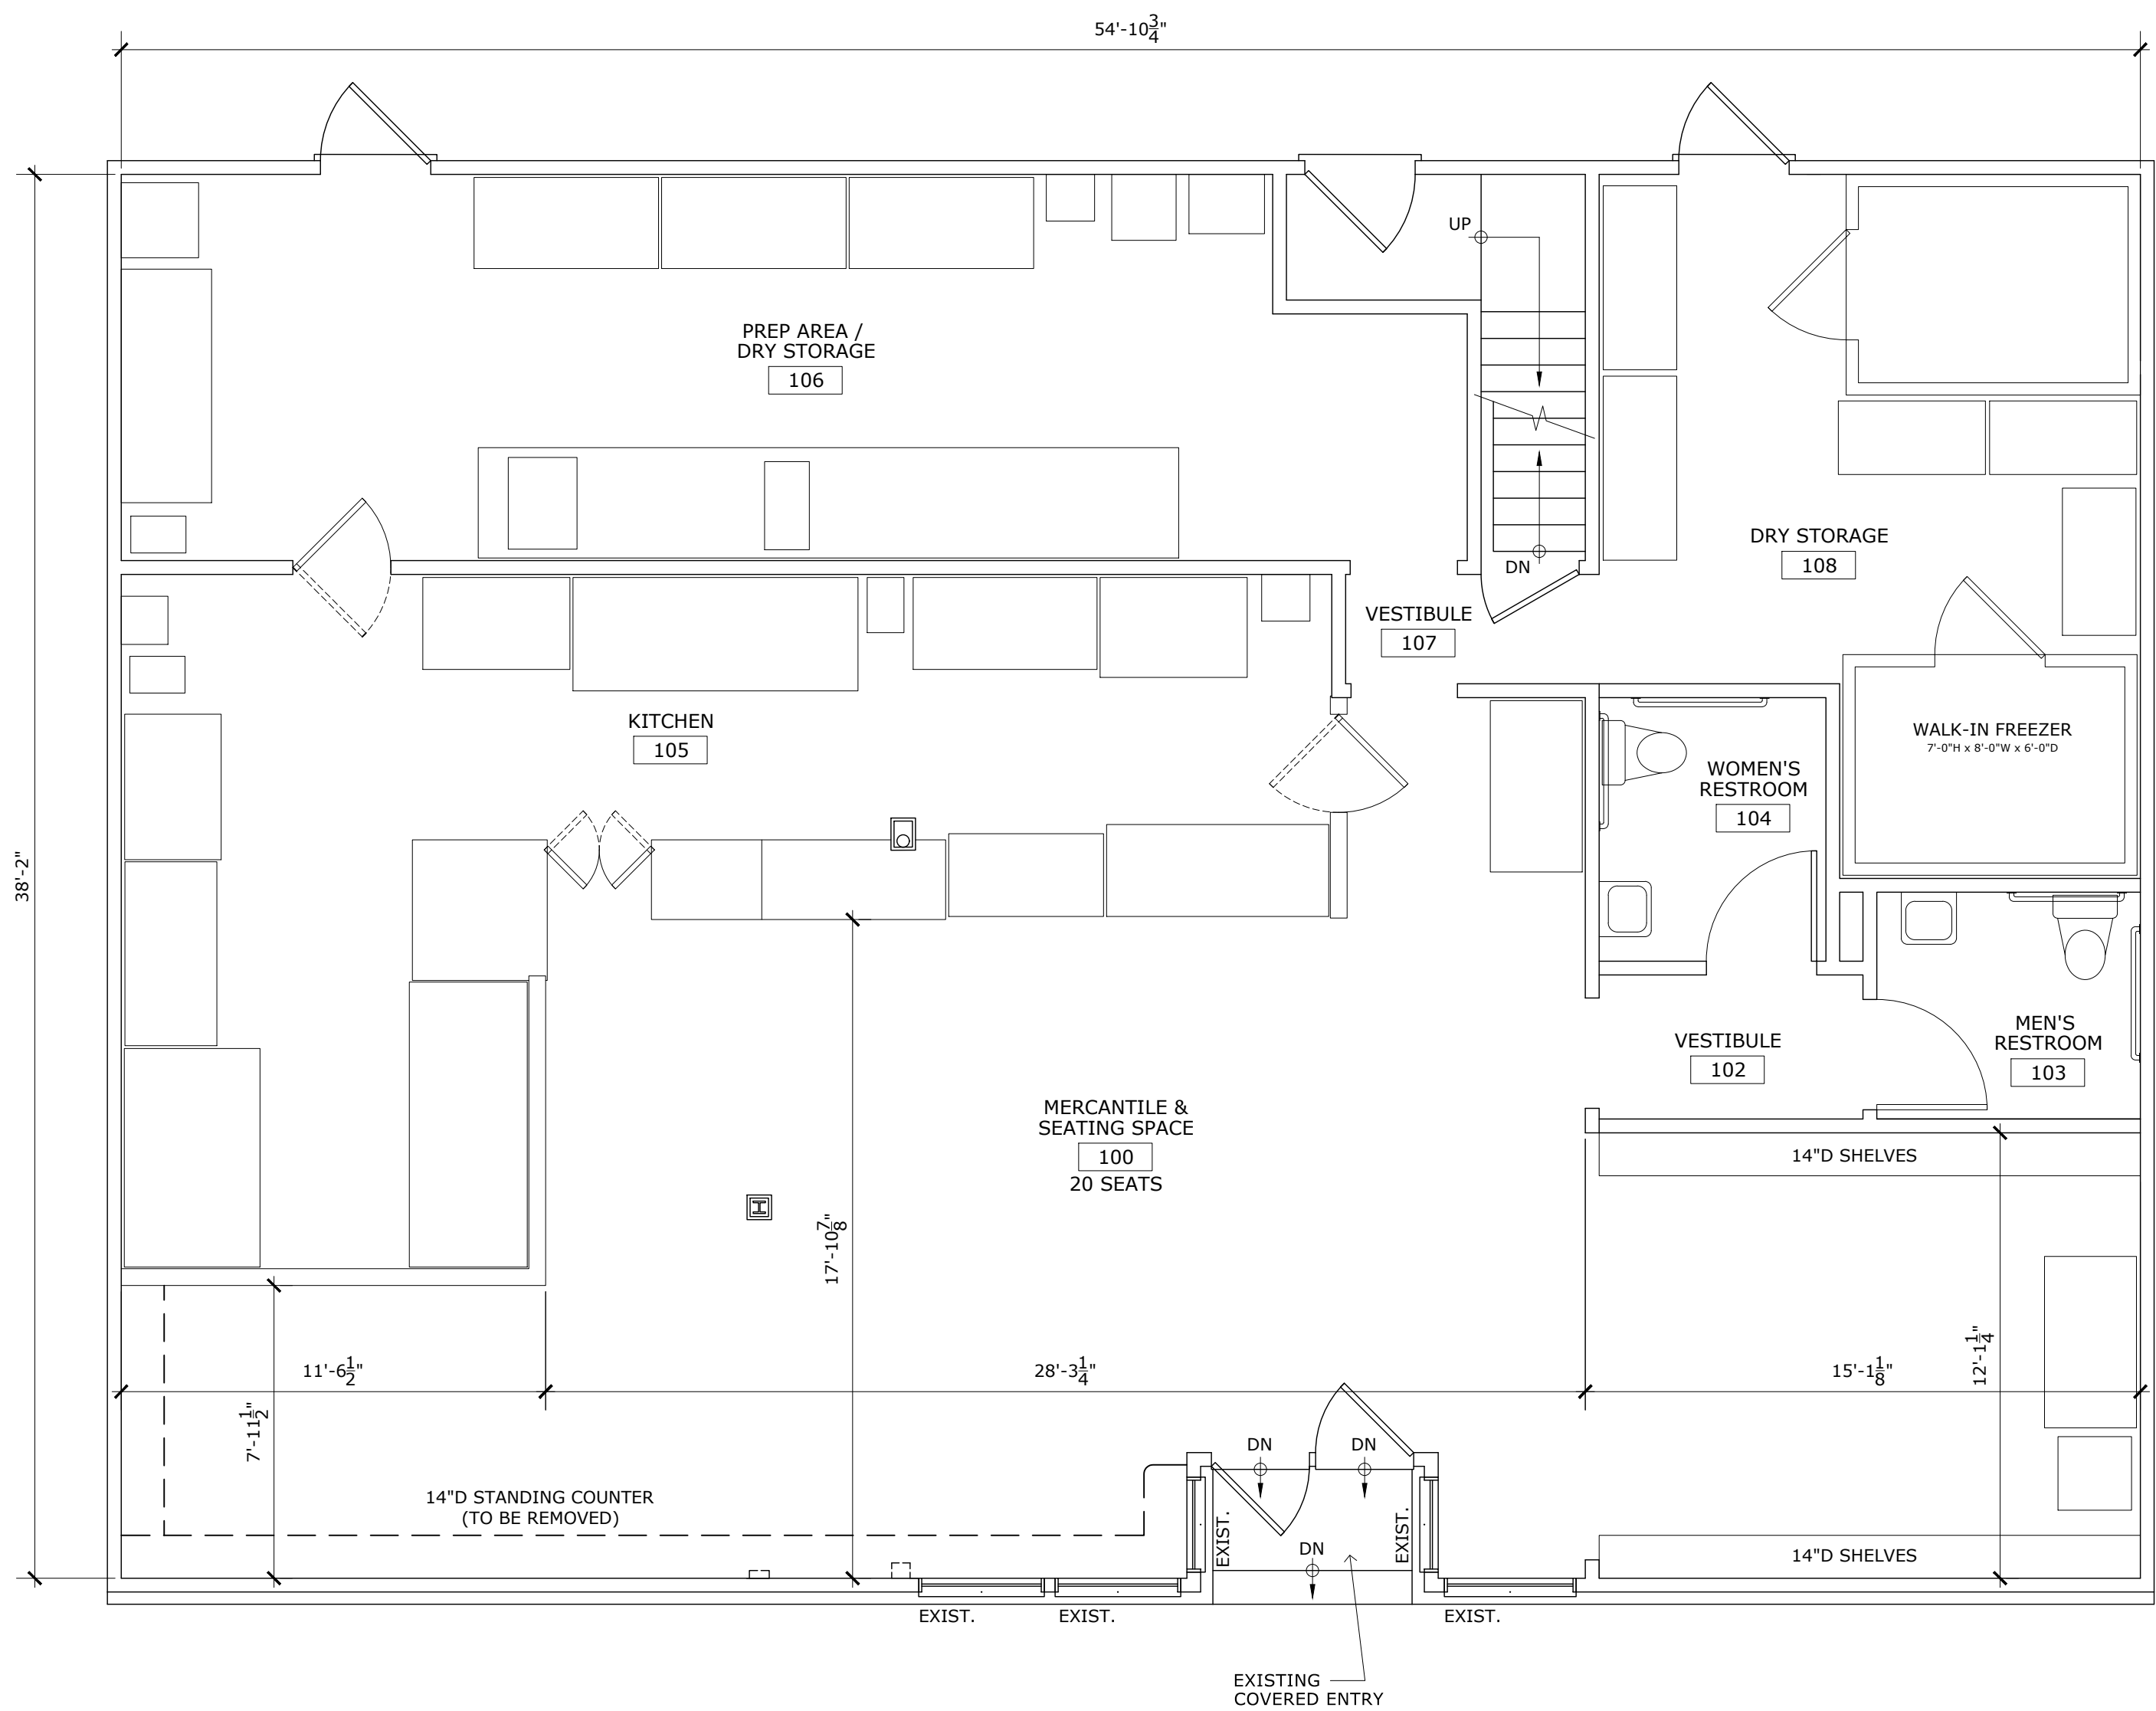 54'-10 3/4"
UP
PREP AREA /
DRY STORAGE
106
DRY STORAGE
108
DN
VESTIBULE
107
KITCHEN
105
WALK-IN FREEZER
7'-0"H x 8'-0"W x 6'-0"D
WOMEN'S
RESTROOM
104
38'-2"
MEN'S
RESTROOM
103
VESTIBULE
102
MERCANTILE &
SEATING SPACE
100
20 SEATS
14"D SHELVES
17'-10 7/8"
11'-6 1/2"
28'-3 1/4"
15'-1 1/8"
12'-1 1/4"
7'-11 1/2"
DN
DN
14"D STANDING COUNTER
(TO BE REMOVED)
EXIST.
EXIST.
DN
14"D SHELVES
EXIST.
EXIST.
EXIST.
EXISTING
COVERED ENTRY